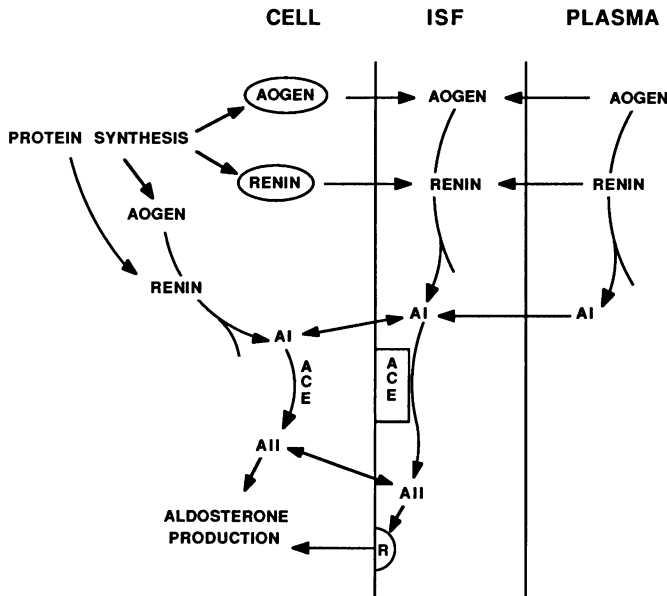 CELL ISF PLASMA
AOGEN AOGEN AOGEN
PROTEIN SYNTHESIS
RENIN RENIN RENIN
AOGEN
RENIN
AI AI AI
ACE ACE
AII
AII
ALDOSTERONE
PRODUCTION
R